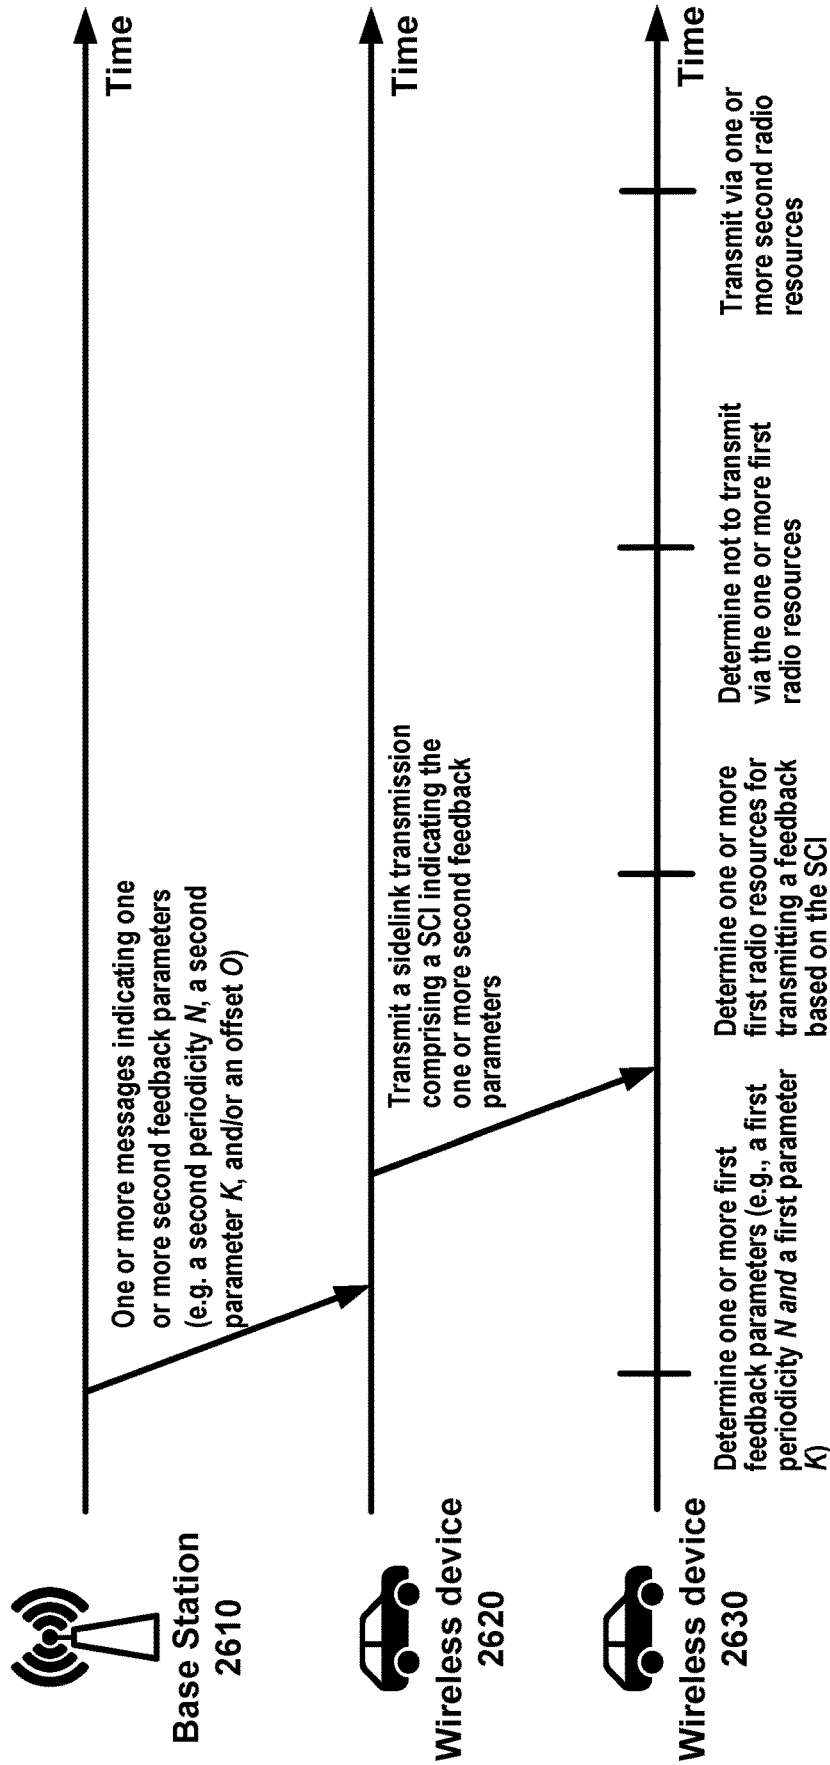 Base Station
2610
One or more messages indicating one
or more second feedback parameters
(e.g. a second periodicity N, a second
parameter K, and/or an offset O)
Time
Wireless device
2620
Transmit a sidelink transmission
comprising a SCI indicating the
one or more second feedback
parameters
Time
Wireless device
2630
Determine one or more first
feedback parameters (e.g., a first
periodicity N and a first parameter
K)
Determine one or more
first radio resources for
transmitting a feedback
based on the SCI
Determine not to transmit
via the one or more first
radio resources
Transmit via one or
more second radio
resources
Time